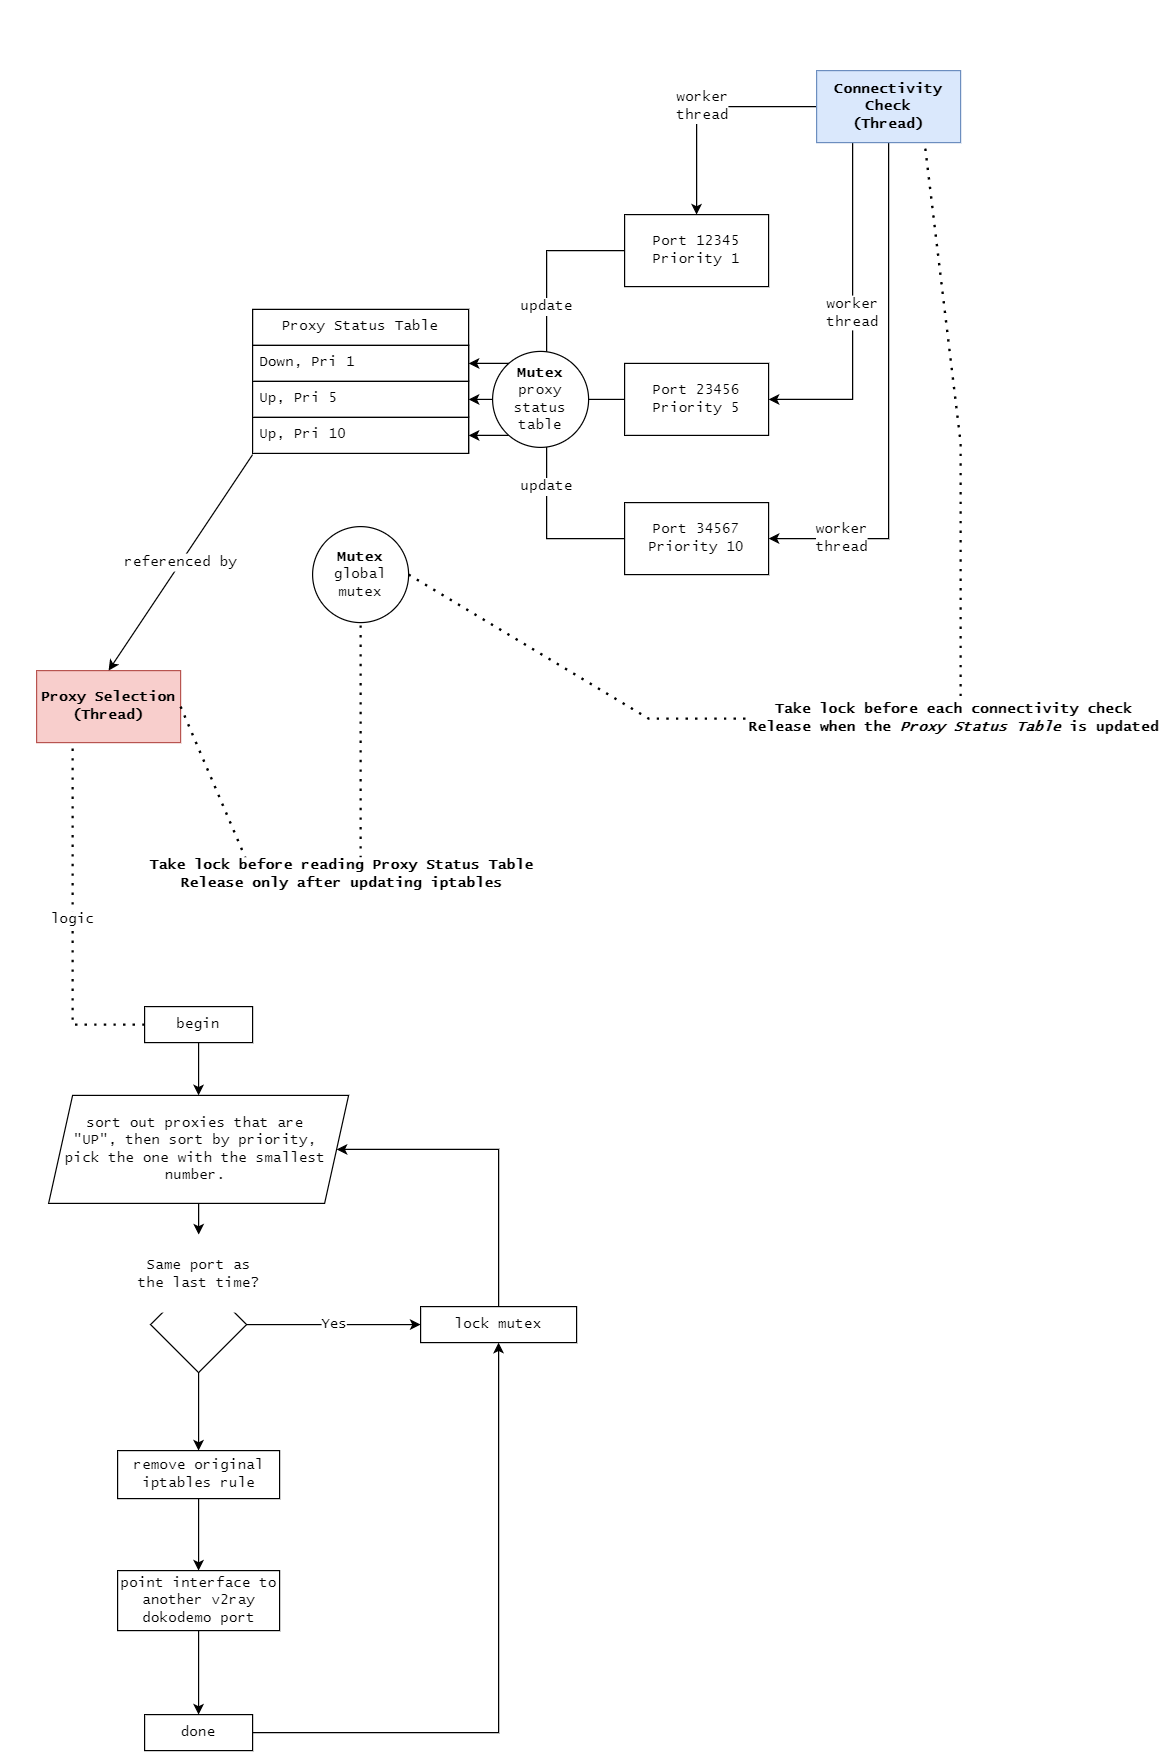 Connectivity
Check
(Thread)
worker
thread
Port 12345
Priority 1
worker
thread
update
Proxy Status Table
Down, Pri 1
Up, Pri 5
Up, Pri 10
Mutex
proxy
status
table
Port 23456
Priority 5
update
Port 34567
Priority 10
worker
thread
referenced by
Mutex
global
mutex
Proxy Selection
(Thread)
Take lock before each connectivity check
Release when the Proxy Status Table is updated
Take lock before reading Proxy Status Table
Release only after updating iptables
logic
begin
sort out proxies that are
"UP", then sort by priority,
pick the one with the smallest
number.
Same port as
the last time?
Yes
lock mutex
remove original
iptables rule
point interface to
another v2ray
dokodemo port
done